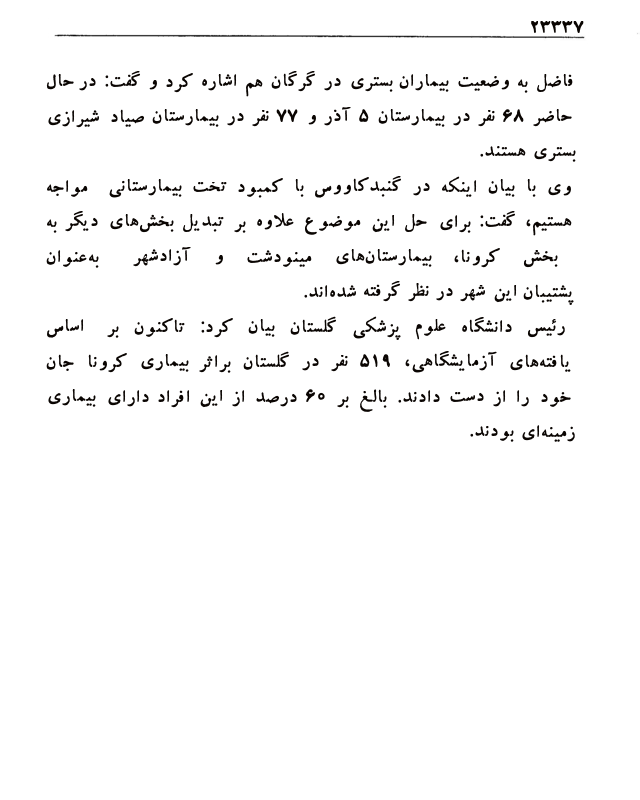 ۲۳۳۳۷
فاضل به وضعیت بیماران بستری در گرگان هم اشاره کرد و گفت: در حال
حاضر ۶۸ نفر در بیمارستان ۵ آذر و ۷۷ نفر در بیمارستان صیاد شیرازی
بستری هستند.
وی با بیان اینکه در گنبدکاووس با کمبود تخت بیمارستانی مواجه
هستیم، گفت: برای حل این موضوع علاوه بر تبدیل بخش‌های دیگر به
بخش کرونا، بیمارستان‌های مینودشت و آزادشهر به‌عنوان
پشتیبان این شهر در نظر گرفته شده‌اند.
رئیس دانشگاه علوم پزشکی گلستان بیان کرد: تاکنون بر اساس
یافته‌های آزمایشگاهی، ۵۱۹ نفر در گلستان براثر بیماری کرونا جان
خود را از دست دادند. بالغ بر ۶۰ درصد از این افراد دارای بیماری
زمینه‌ای بودند.